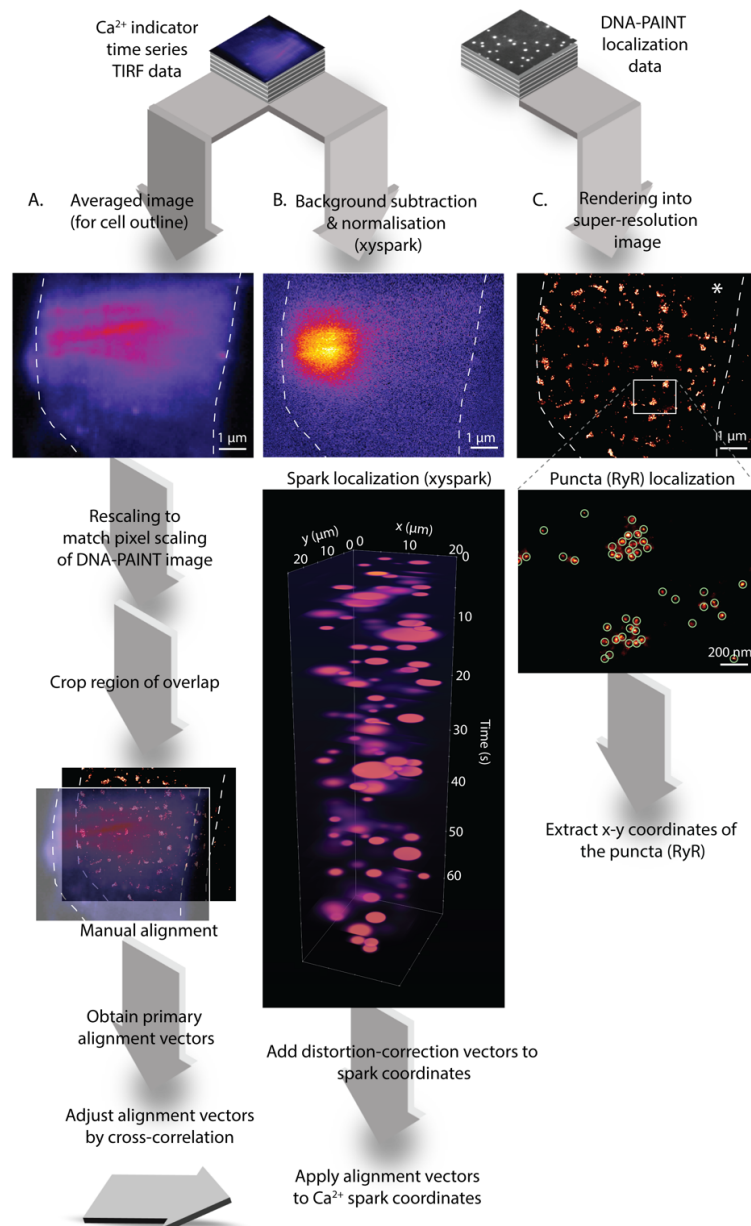 Ca²⁺ indicator
time series
TIRF data
DNA-PAINT
localization
data
A. Averaged image
(for cell outline)
B. Background subtraction
& normalisation
(xyspark)
C. Rendering into
super-resolution
image
*
1 µm
1 µm
1 µm
Rescaling to
match pixel scaling
of DNA-PAINT image
Crop region of overlap
Manual alignment
Obtain primary
alignment vectors
Adjust alignment vectors
by cross-correlation
Spark localization (xyspark)
y (µm)
20
10
0
x (µm)
0
10
20
0
10
20
30
Time (s)
40
50
60
Add distortion-correction vectors to
spark coordinates
Apply alignment vectors
to Ca²⁺ spark coordinates
Puncta (RyR) localization
200 nm
Extract x-y coordinates of
the puncta (RyR)